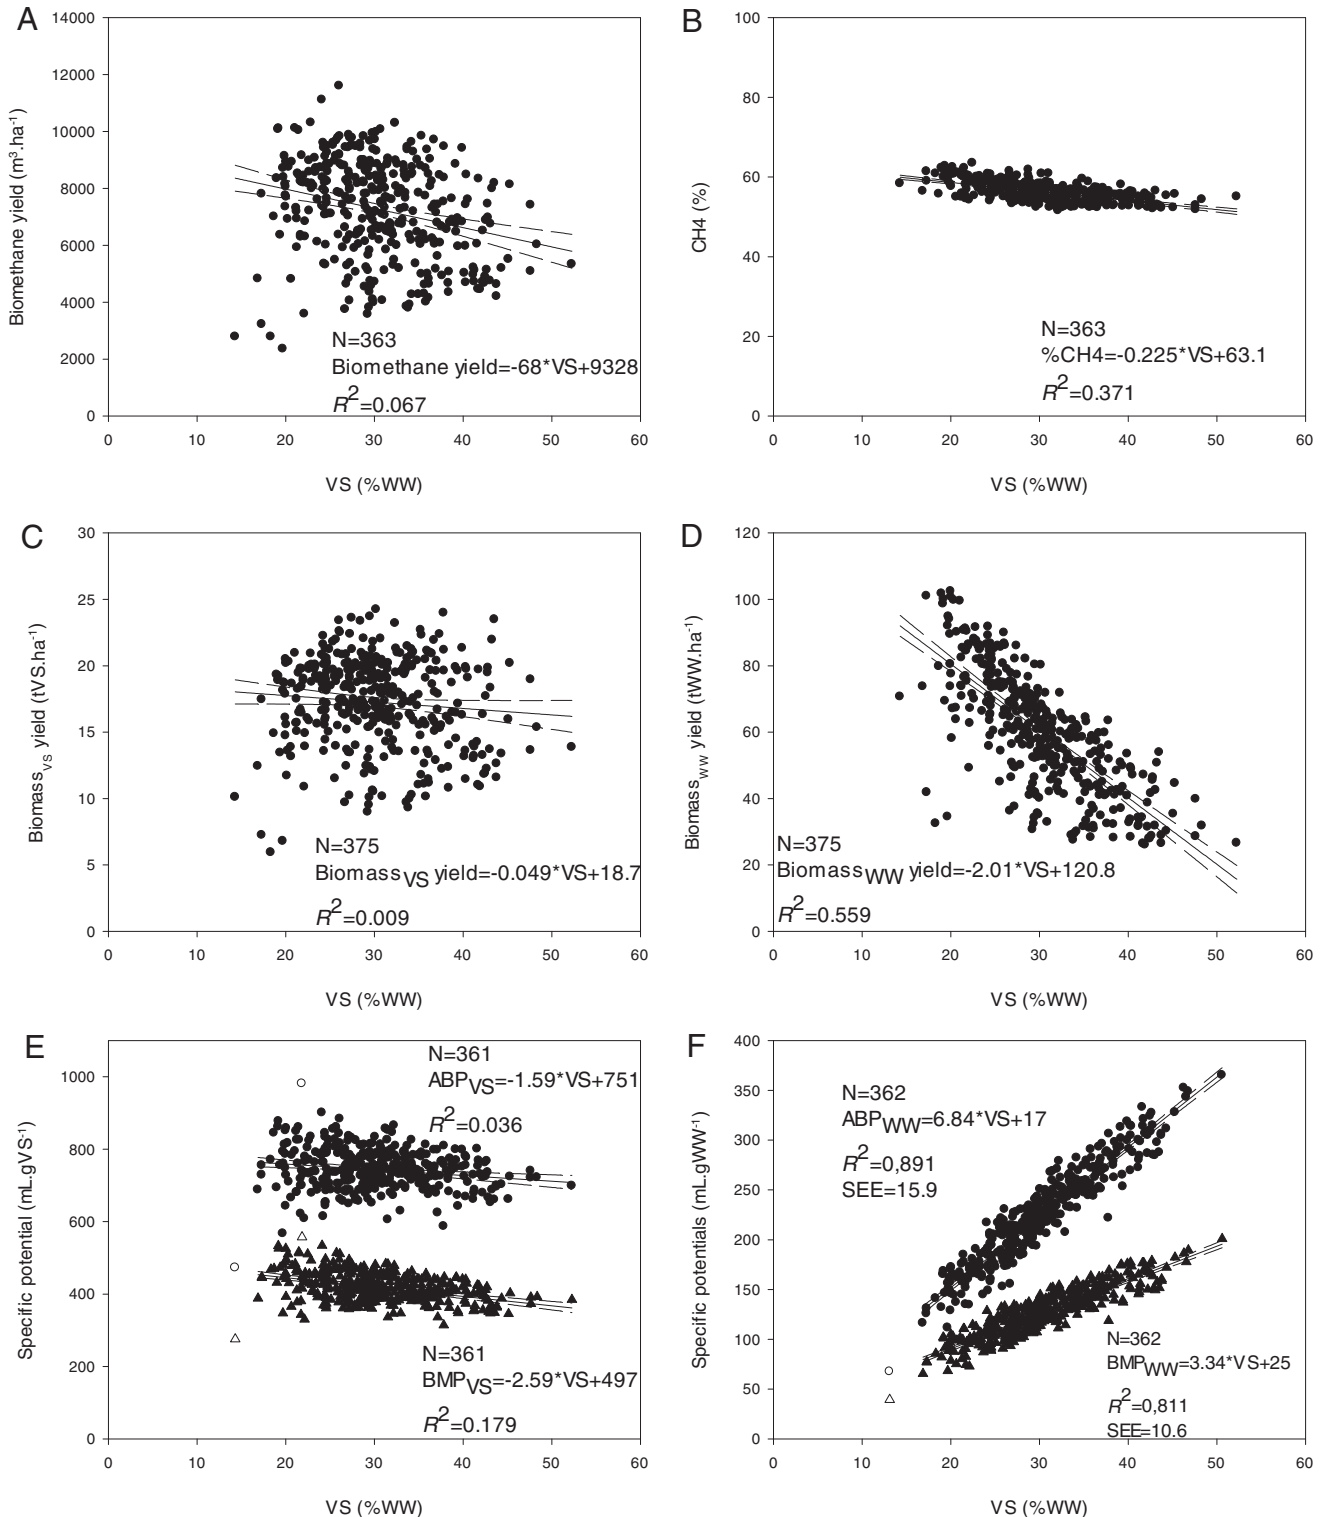 A
Biomethane yield (m³.ha⁻¹)
14000
12000
10000
8000
6000
4000
2000
0
N=363
Biomethane yield=-68*VS+9328
R²=0.067
0 10 20 30 40 50 60
VS (%WW)
B
CH4 (%)
100
80
60
40
20
0
N=363
%CH4=-0.225*VS+63.1
R²=0.371
0 10 20 30 40 50 60
VS (%WW)
C
Biomass_VS yield (tVS.ha⁻¹)
30
25
20
15
10
5
0
N=375
Biomass_VS yield=-0.049*VS+18.7
R²=0.009
0 10 20 30 40 50 60
VS (%WW)
D
Biomass_WW yield (tWW.ha⁻¹)
120
100
80
60
40
20
0
N=375
Biomass_WW yield=-2.01*VS+120.8
R²=0.559
0 10 20 30 40 50 60
VS (%WW)
E
Specific potential (mL.gVS⁻¹)
1000
800
600
400
200
0
N=361
ABP_VS=-1.59*VS+751
R²=0.036
N=361
BMP_VS=-2.59*VS+497
R²=0.179
0 10 20 30 40 50 60
VS (%WW)
F
Specific potentials (mL.gWW⁻¹)
400
350
300
250
200
150
100
50
0
N=362
ABP_WW=6.84*VS+17
R²=0,891
SEE=15.9
N=362
BMP_WW=3.34*VS+25
R²=0,811
SEE=10.6
0 10 20 30 40 50 60
VS (%WW)